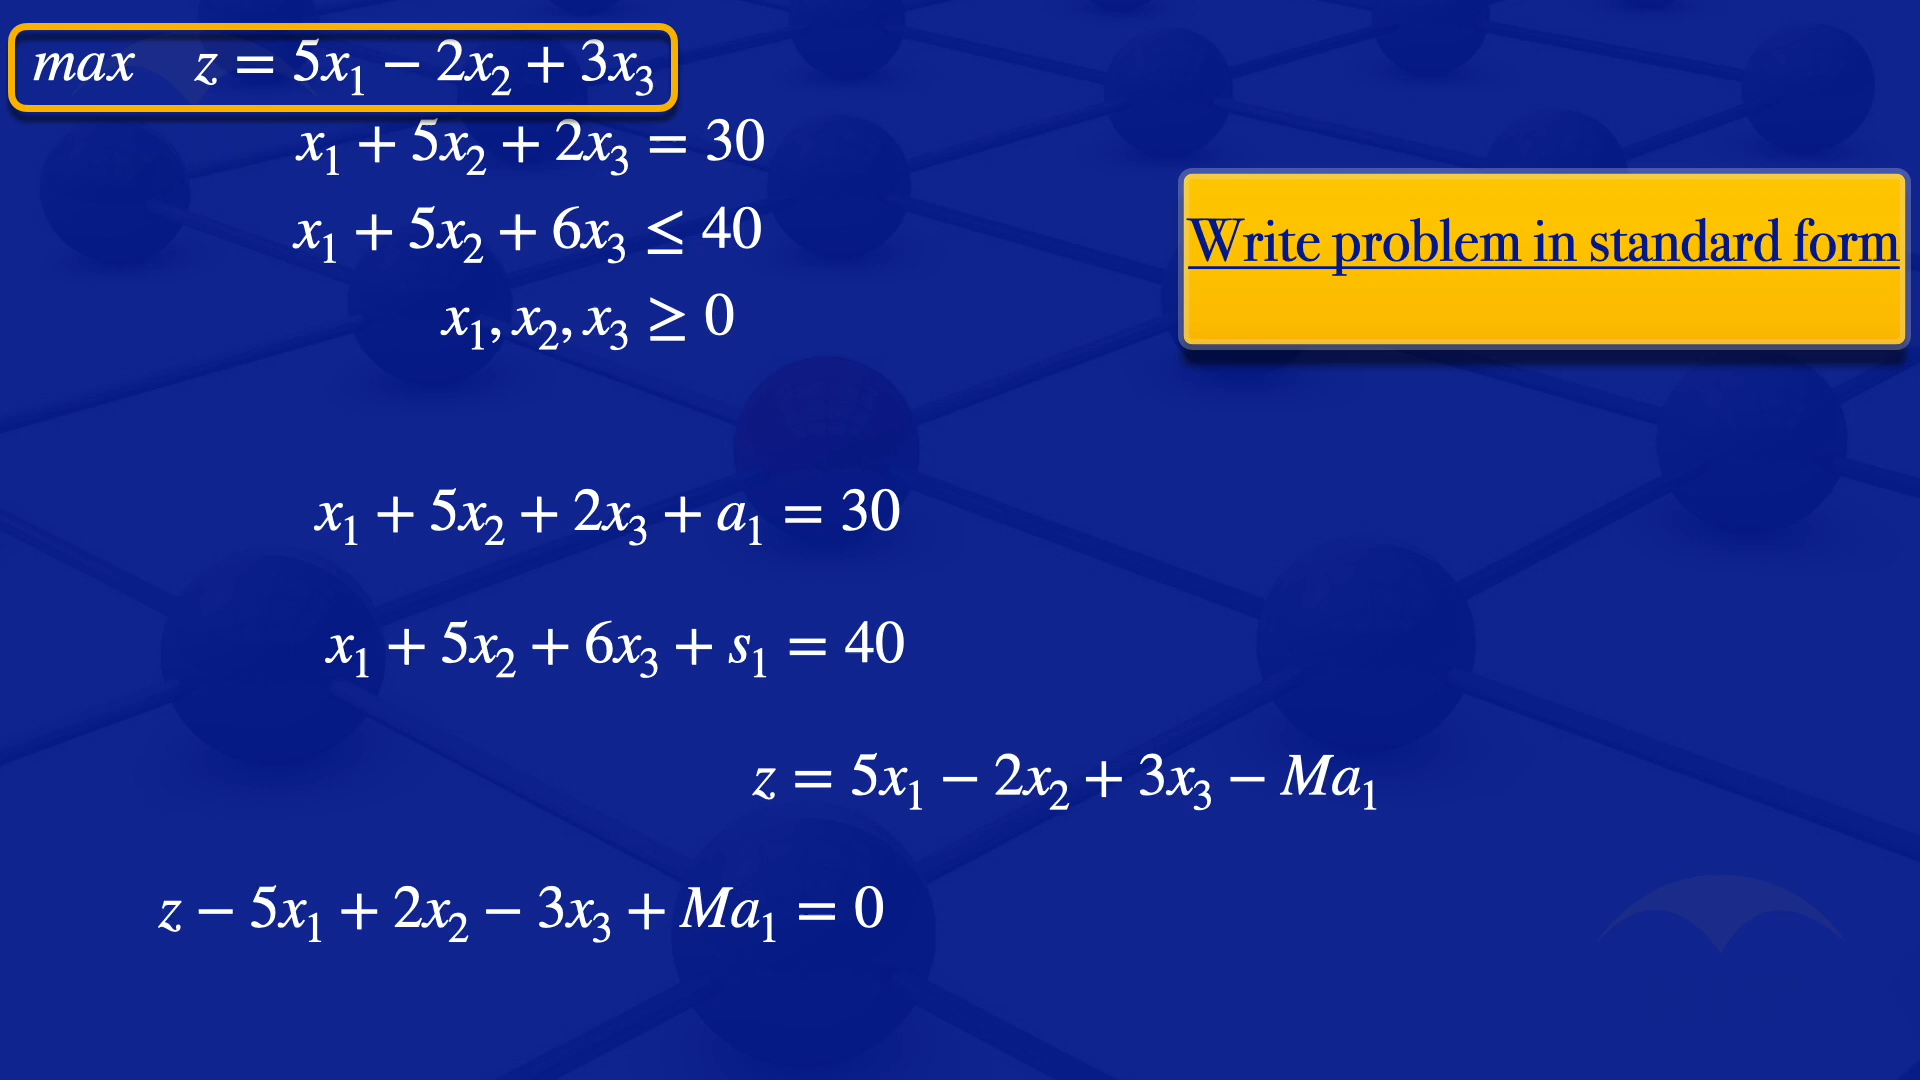 max z = 5x₁ − 2x₂ + 3x₃
x₁ + 5x₂ + 2x₃ = 30
x₁ + 5x₂ + 6x₃ ≤ 40
x₁, x₂, x₃ ≥ 0
Write problem in standard form
x₁ + 5x₂ + 2x₃ + a₁ = 30
x₁ + 5x₂ + 6x₃ + s₁ = 40
z = 5x₁ − 2x₂ + 3x₃ − Ma₁
z − 5x₁ + 2x₂ − 3x₃ + Ma₁ = 0